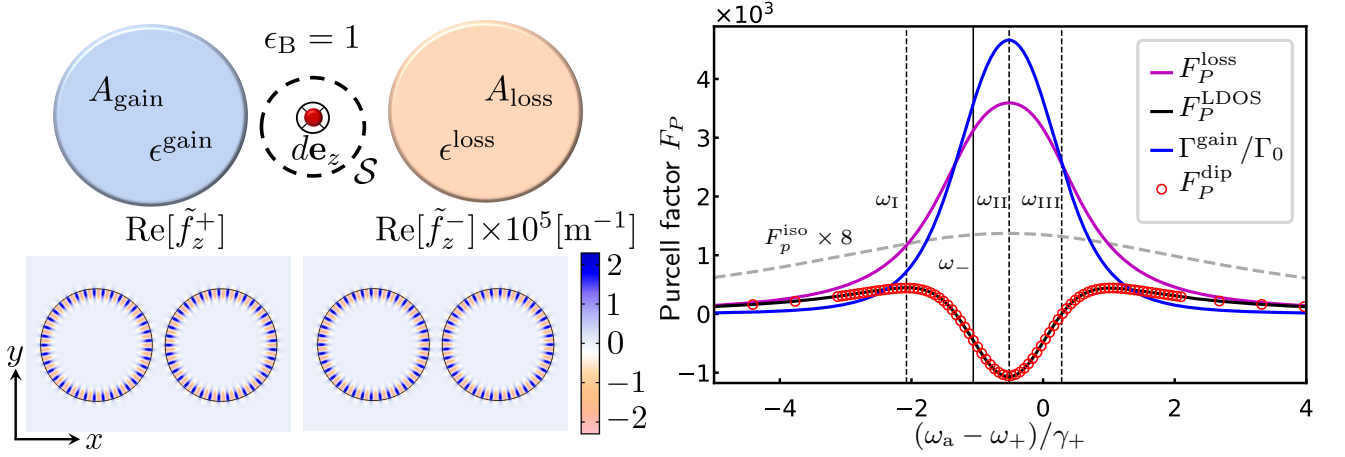 ϵ_B = 1
A_gain
ϵ^gain
de_z
S
A_loss
ϵ^loss
Re[f̃_z^+]
Re[f̃_z^−]×10^5[m^−1]
2
1
0
−1
−2
y
x
×10^3
Purcell factor F_P
4
3
2
1
0
−1
−4
−2
0
2
4
(ω_a − ω_+)/γ_+
F_P^loss
F_P^LDOS
Γ^gain/Γ_0
F_P^dip
ω_I
ω_II
ω_III
ω_−
F_p^iso × 8